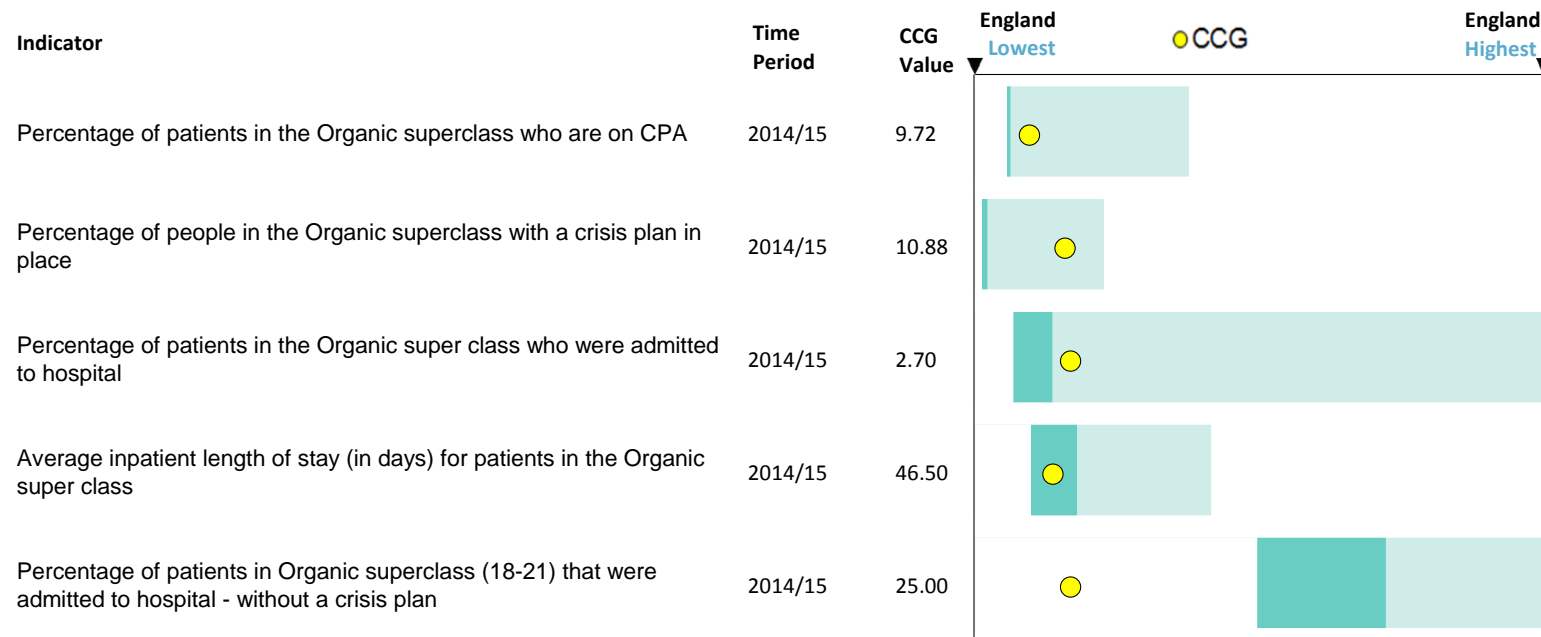 Indicator
Time Period
CCG Value
England Lowest
CCG
England Highest
Percentage of patients in the Organic superclass who are on CPA
2014/15
9.72
Percentage of people in the Organic superclass with a crisis plan in
place
2014/15
10.88
Percentage of patients in the Organic super class who were admitted
to hospital
2014/15
2.70
Average inpatient length of stay (in days) for patients in the Organic
super class
2014/15
46.50
Percentage of patients in Organic superclass (18-21) that were
admitted to hospital - without a crisis plan
2014/15
25.00